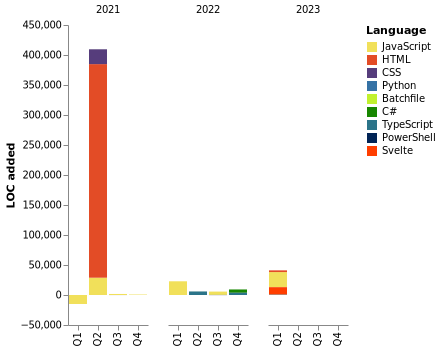 2021 2022 2023
LOC added
450,000
400,000
350,000
300,000
250,000
200,000
150,000
100,000
50,000
0
−50,000
Q1 Q2 Q3 Q4 Q1 Q2 Q3 Q4 Q1 Q2 Q3 Q4
Language
JavaScript
HTML
CSS
Python
Batchfile
C#
TypeScript
PowerShell
Svelte